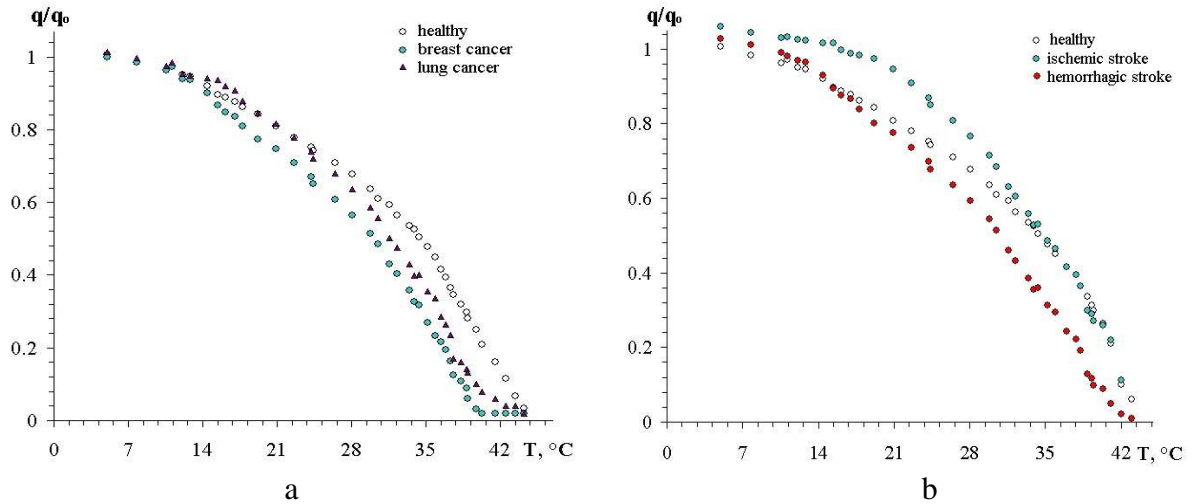 q/q₀
healthy
breast cancer
lung cancer
1
0.8
0.6
0.4
0.2
0
0 7 14 21 28 35 T, °C
a
q/q₀
healthy
ischemic stroke
hemorrhagic stroke
1
0.8
0.6
0.4
0.2
0
0 7 14 21 28 35 42 T, °C
b